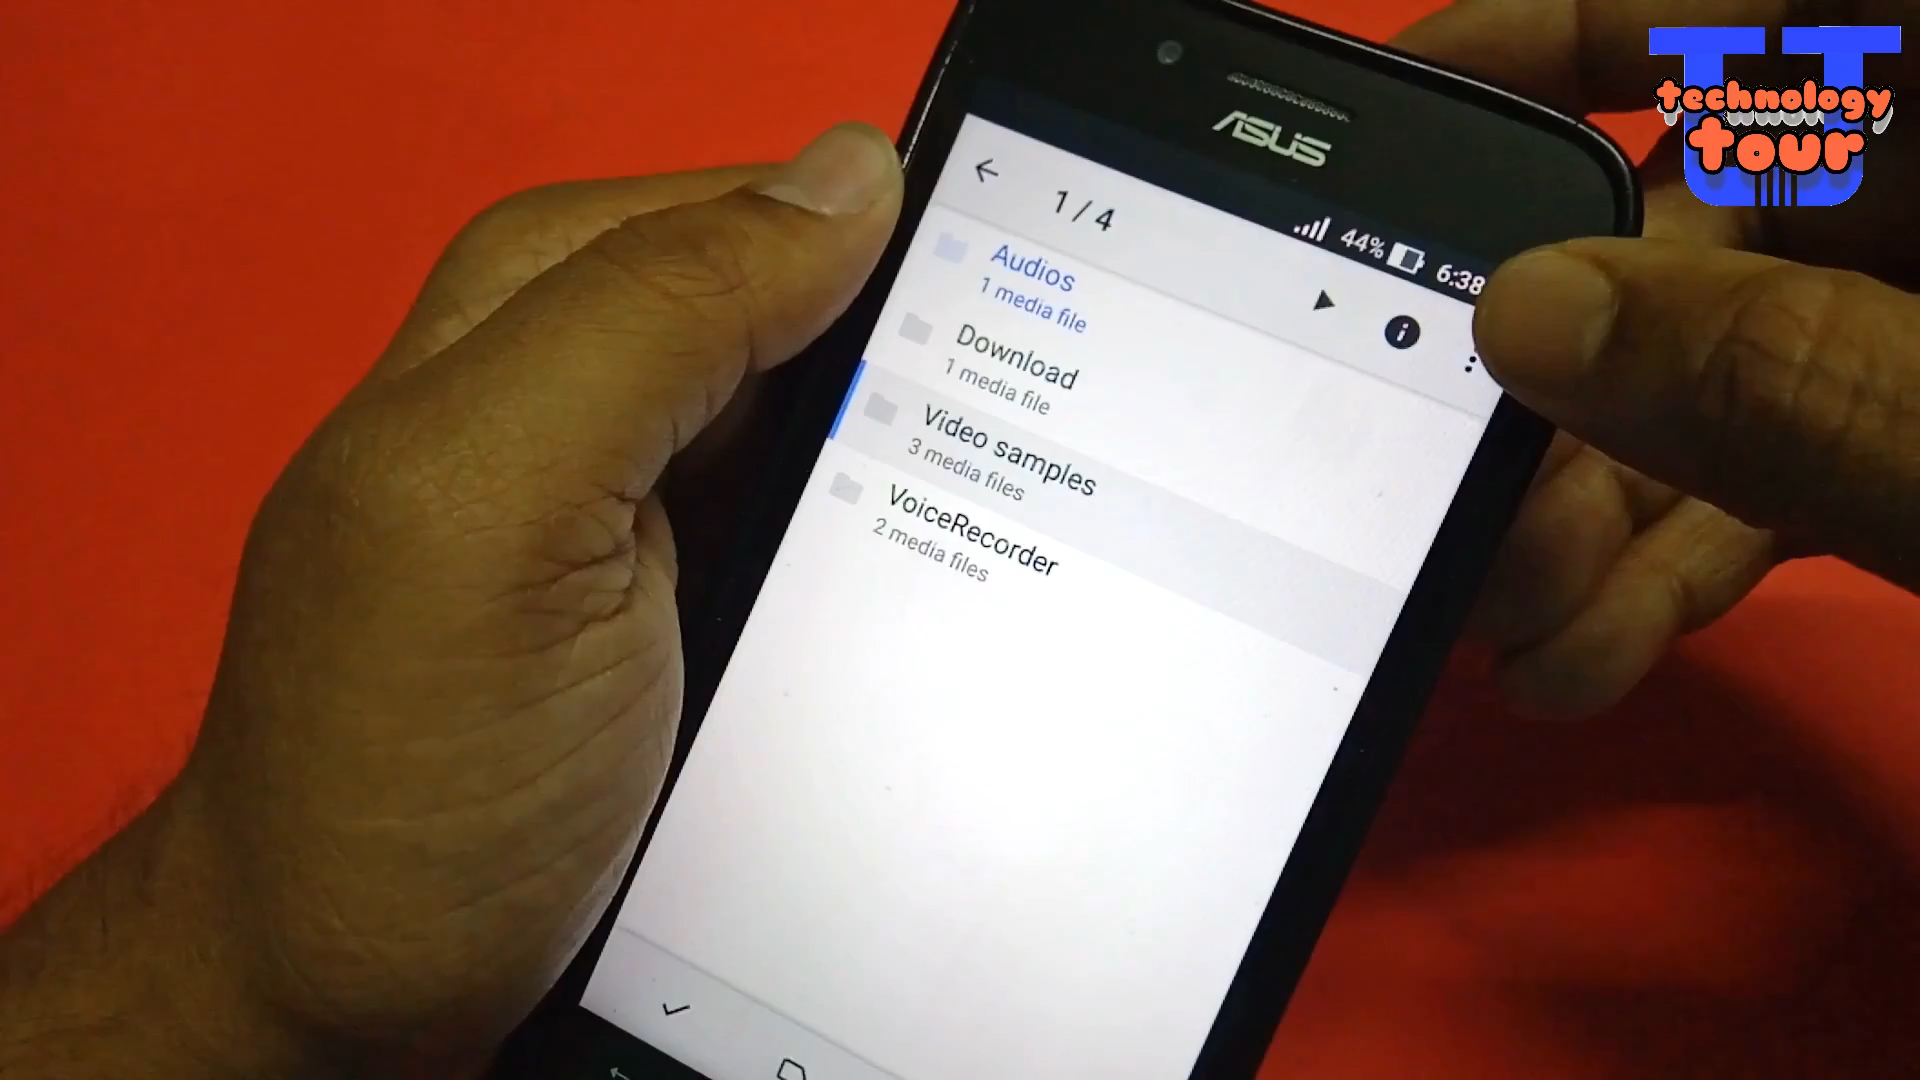 technology
tour
ASUS
44% 6:38
1 / 4
Audios
1 media file
Download
1 media file
Video samples
3 media files
VoiceRecorder
2 media files